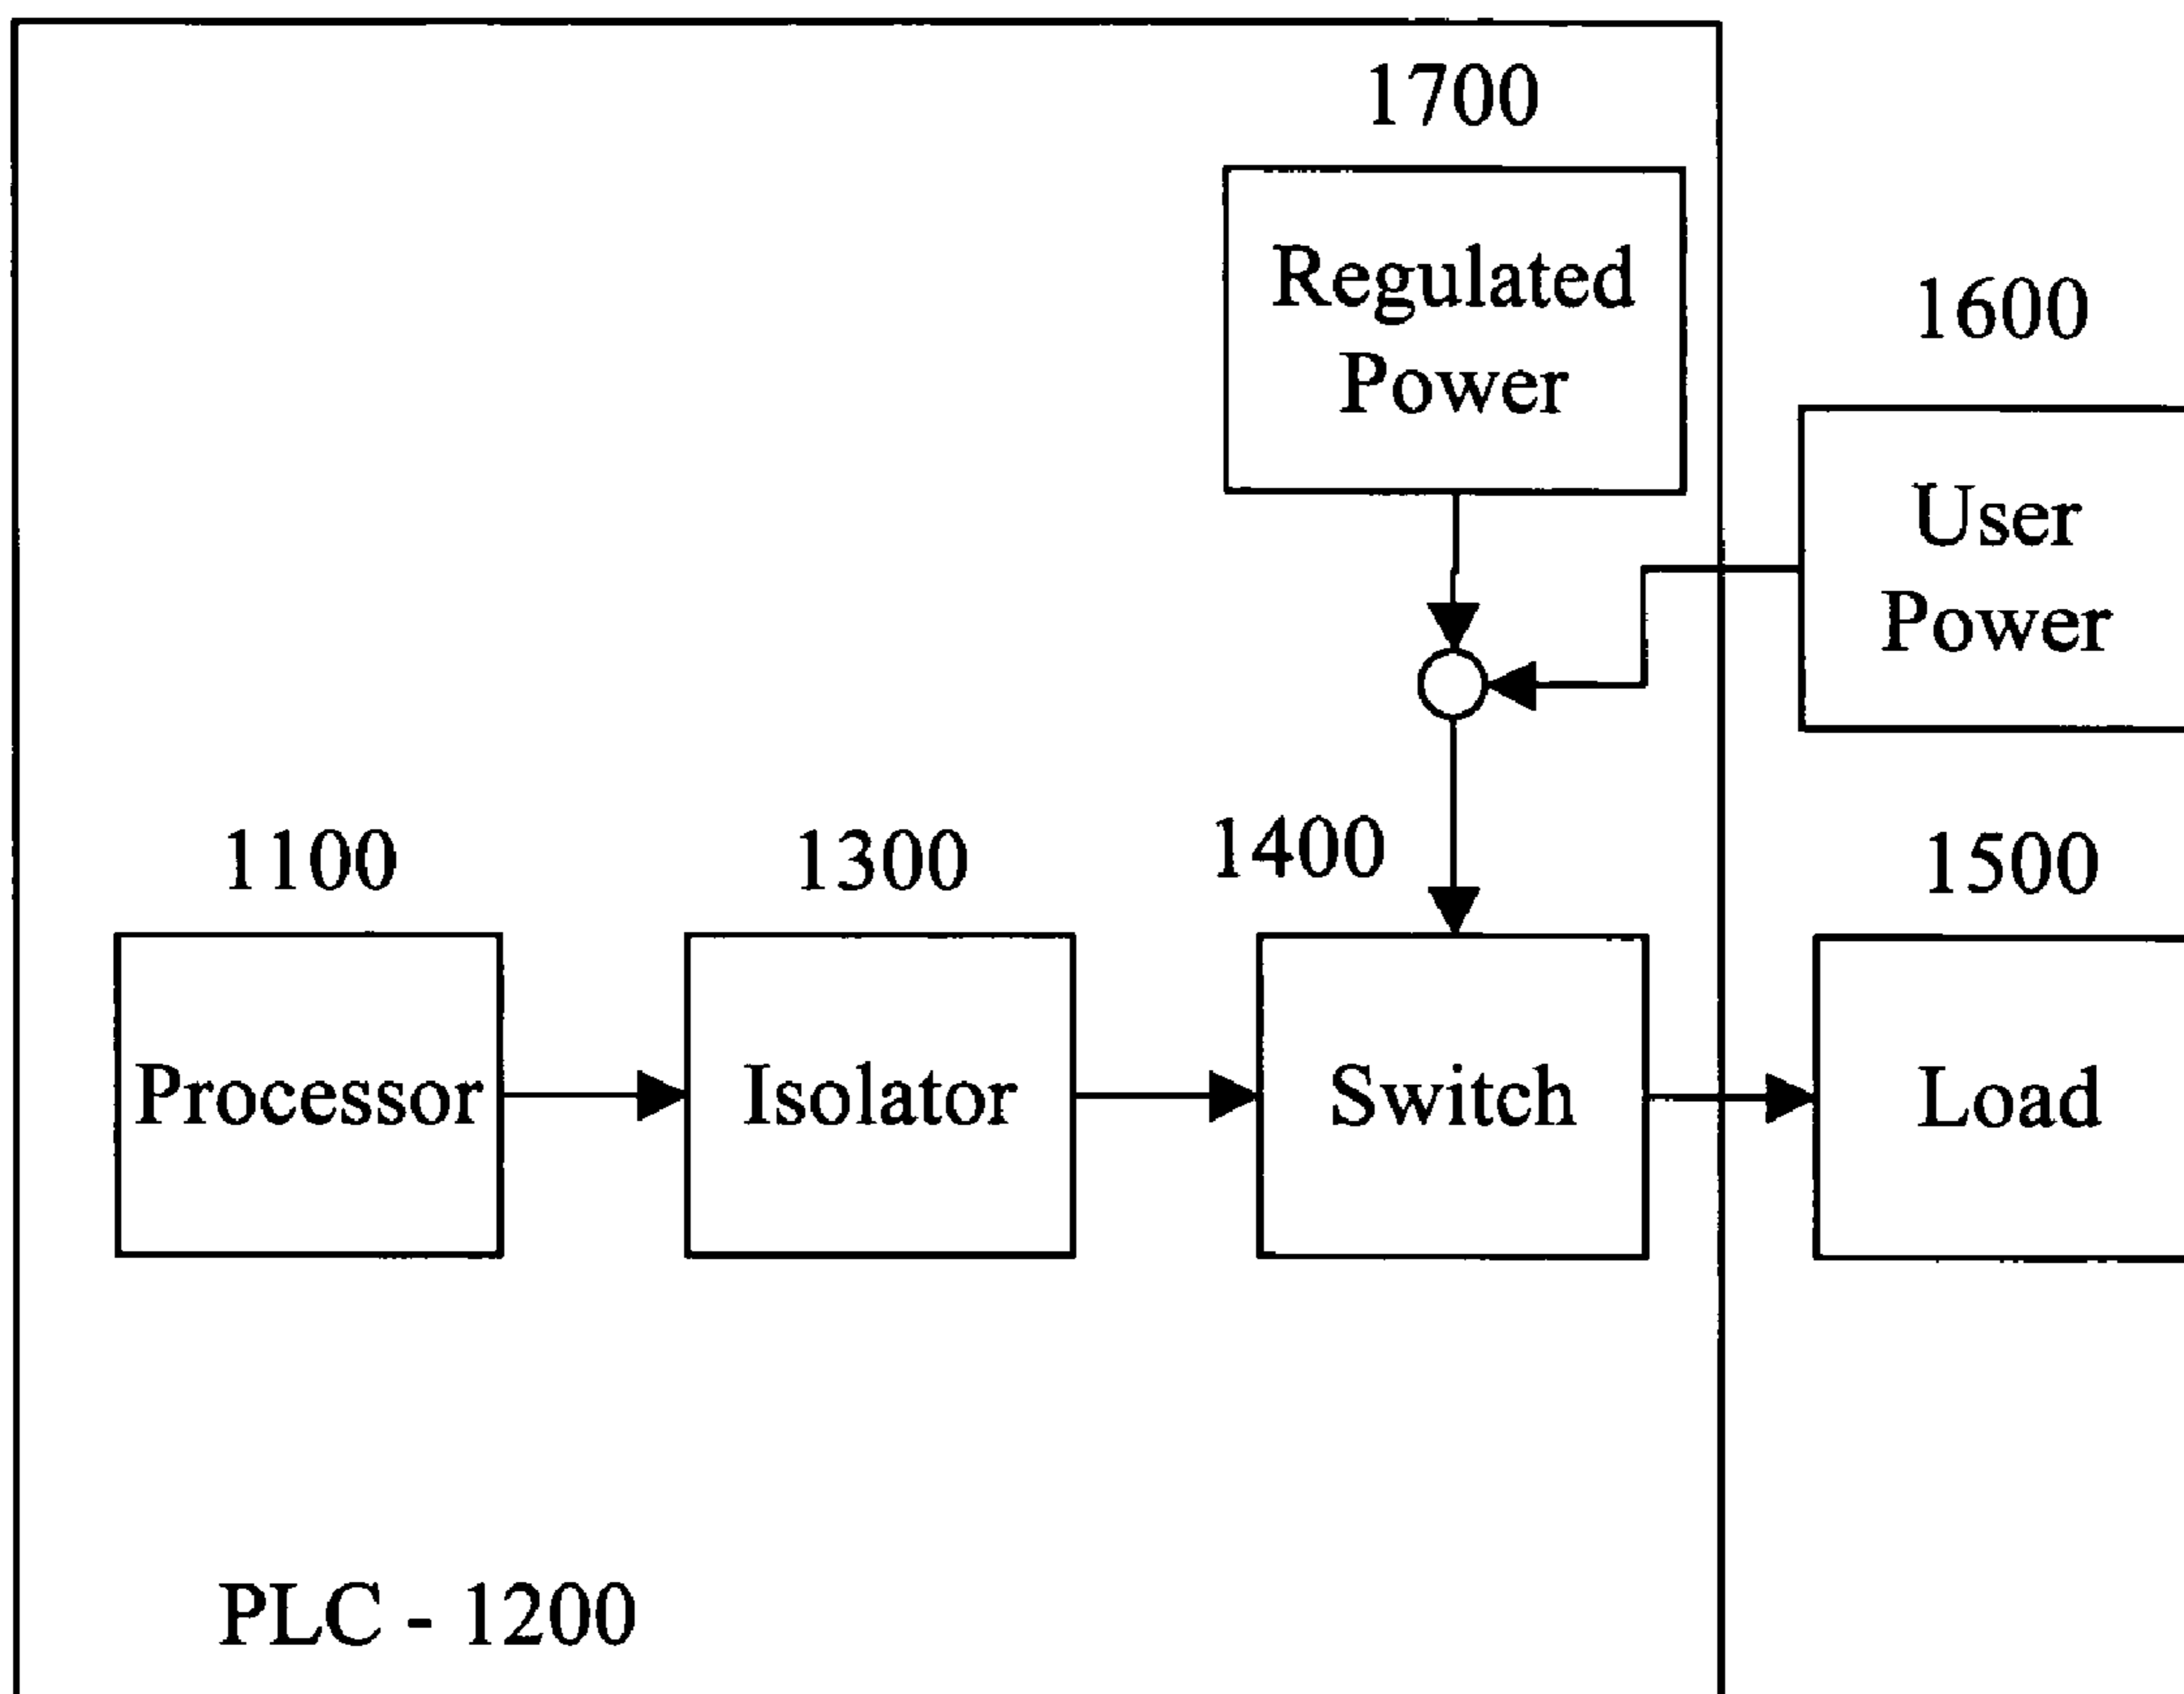 1700
Regulated
Power
1600
User
Power
1100
1300
1400
1500
Processor
Isolator
Switch
Load
PLC - 1200